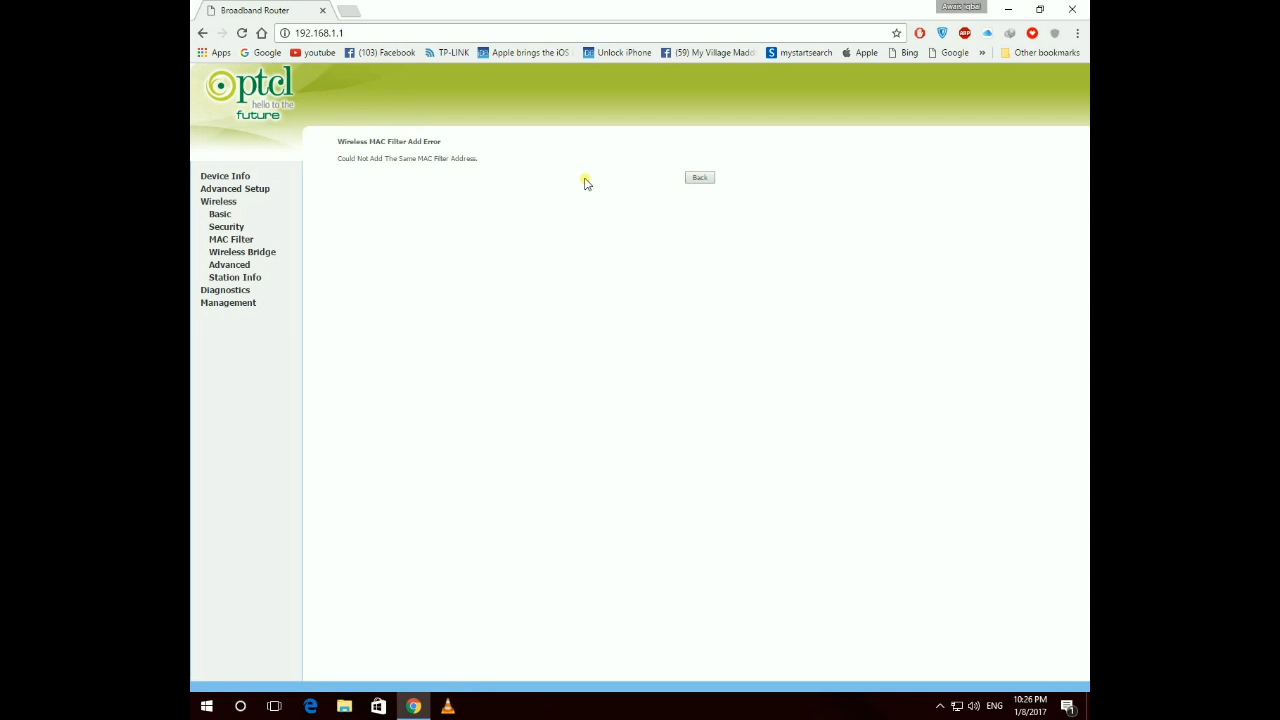 Broadband Router
Awais iqbal
192.168.1.1
Apps
Google
youtube
(103) Facebook
TP-LINK
Apple brings the iOS
Unlock iPhone
(59) My Village Madd
mystartsearch
Apple
Bing
Google
»
Other bookmarks
ptcl
hello to the
future
Wireless MAC Filter Add Error
Could Not Add The Same MAC Filter Address.
Back
Device Info
Advanced Setup
Wireless
Basic
Security
MAC Filter
Wireless Bridge
Advanced
Station Info
Diagnostics
Management
ENG
10:26 PM
1/8/2017